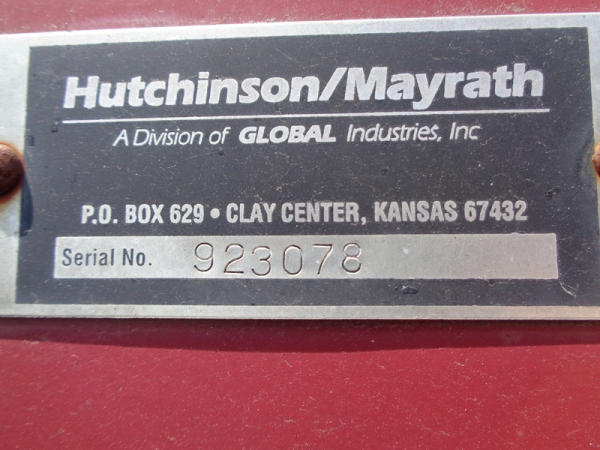 Hutchinson/Mayrath
A Division of GLOBAL Industries, Inc
P.O. BOX 629 • CLAY CENTER, KANSAS 67432
Serial No. 923078